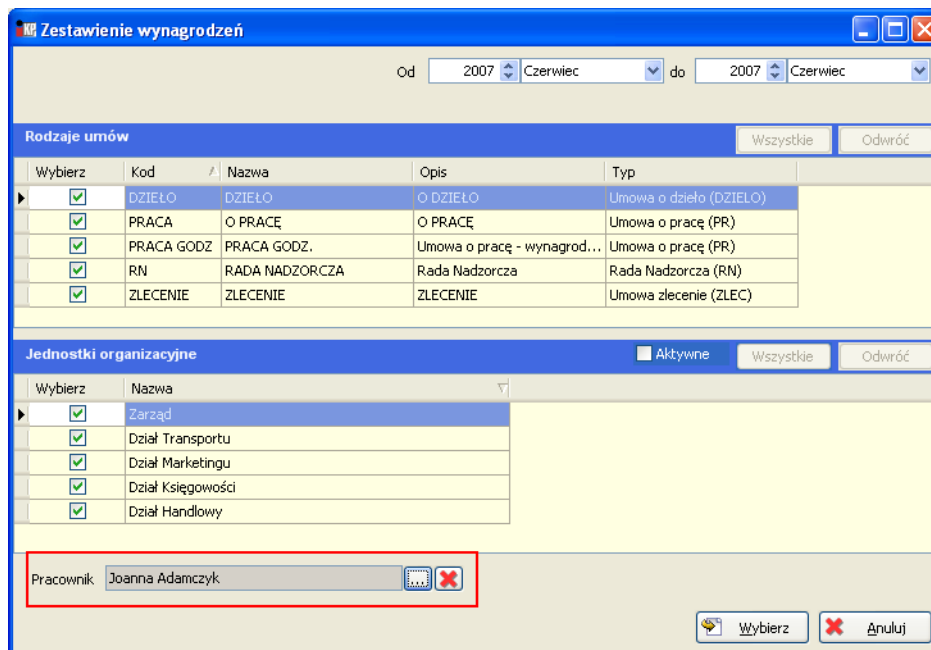 Zestawienie wynagrodzeń
Od 2007 Czerwiec do 2007 Czerwiec
Rodzaje umów Wszystkie Odwróć
Wybierz Kod Nazwa Opis Typ
DZIEŁO DZIEŁO O DZIEŁO Umowa o dzieło (DZIELO)
PRACA O PRACĘ O PRACĘ Umowa o pracę (PR)
PRACA GODZ PRACA GODZ. Umowa o pracę - wynagrod... Umowa o pracę (PR)
RN RADA NADZORCZA Rada Nadzorcza Rada Nadzorcza (RN)
ZLECENIE ZLECENIE ZLECENIE Umowa zlecenie (ZLEC)
Jednostki organizacyjne Aktywne Wszystkie Odwróć
Wybierz Nazwa
Zarząd
Dział Transportu
Dział Marketingu
Dział Księgowości
Dział Handlowy
Pracownik Joanna Adamczyk ...
Wybierz Anuluj